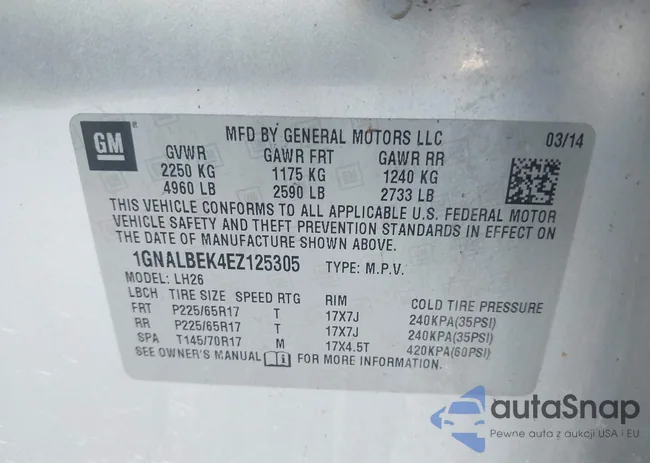 GM
MFD BY GENERAL MOTORS LLC 03/14
GVWR GAWR FRT GAWR RR
2250 KG 1175 KG 1240 KG
4960 LB 2590 LB 2733 LB
THIS VEHICLE CONFORMS TO ALL APPLICABLE U.S. FEDERAL MOTOR
VEHICLE SAFETY AND THEFT PREVENTION STANDARDS IN EFFECT ON
THE DATE OF MANUFACTURE SHOWN ABOVE.
1GNALBEK4EZ125305 TYPE: M.P.V.
MODEL: LH26
LBCH TIRE SIZE SPEED RTG RIM COLD TIRE PRESSURE
FRT P225/65R17 T 17X7J 240KPA(35PSI)
RR P225/65R17 T 17X7J 240KPA(35PSI)
SPA T145/70R17 M 17X4.5T 420KPA(60PSI)
SEE OWNER'S MANUAL FOR MORE INFORMATION.
autaSnap
Pewne auta z aukcji USA i EU